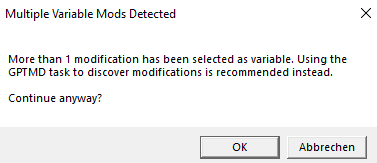 Multiple Variable Mods Detected
More than 1 modification has been selected as variable. Using the
GPTMD task to discover modifications is recommended instead.
Continue anyway?
OK
Abbrechen